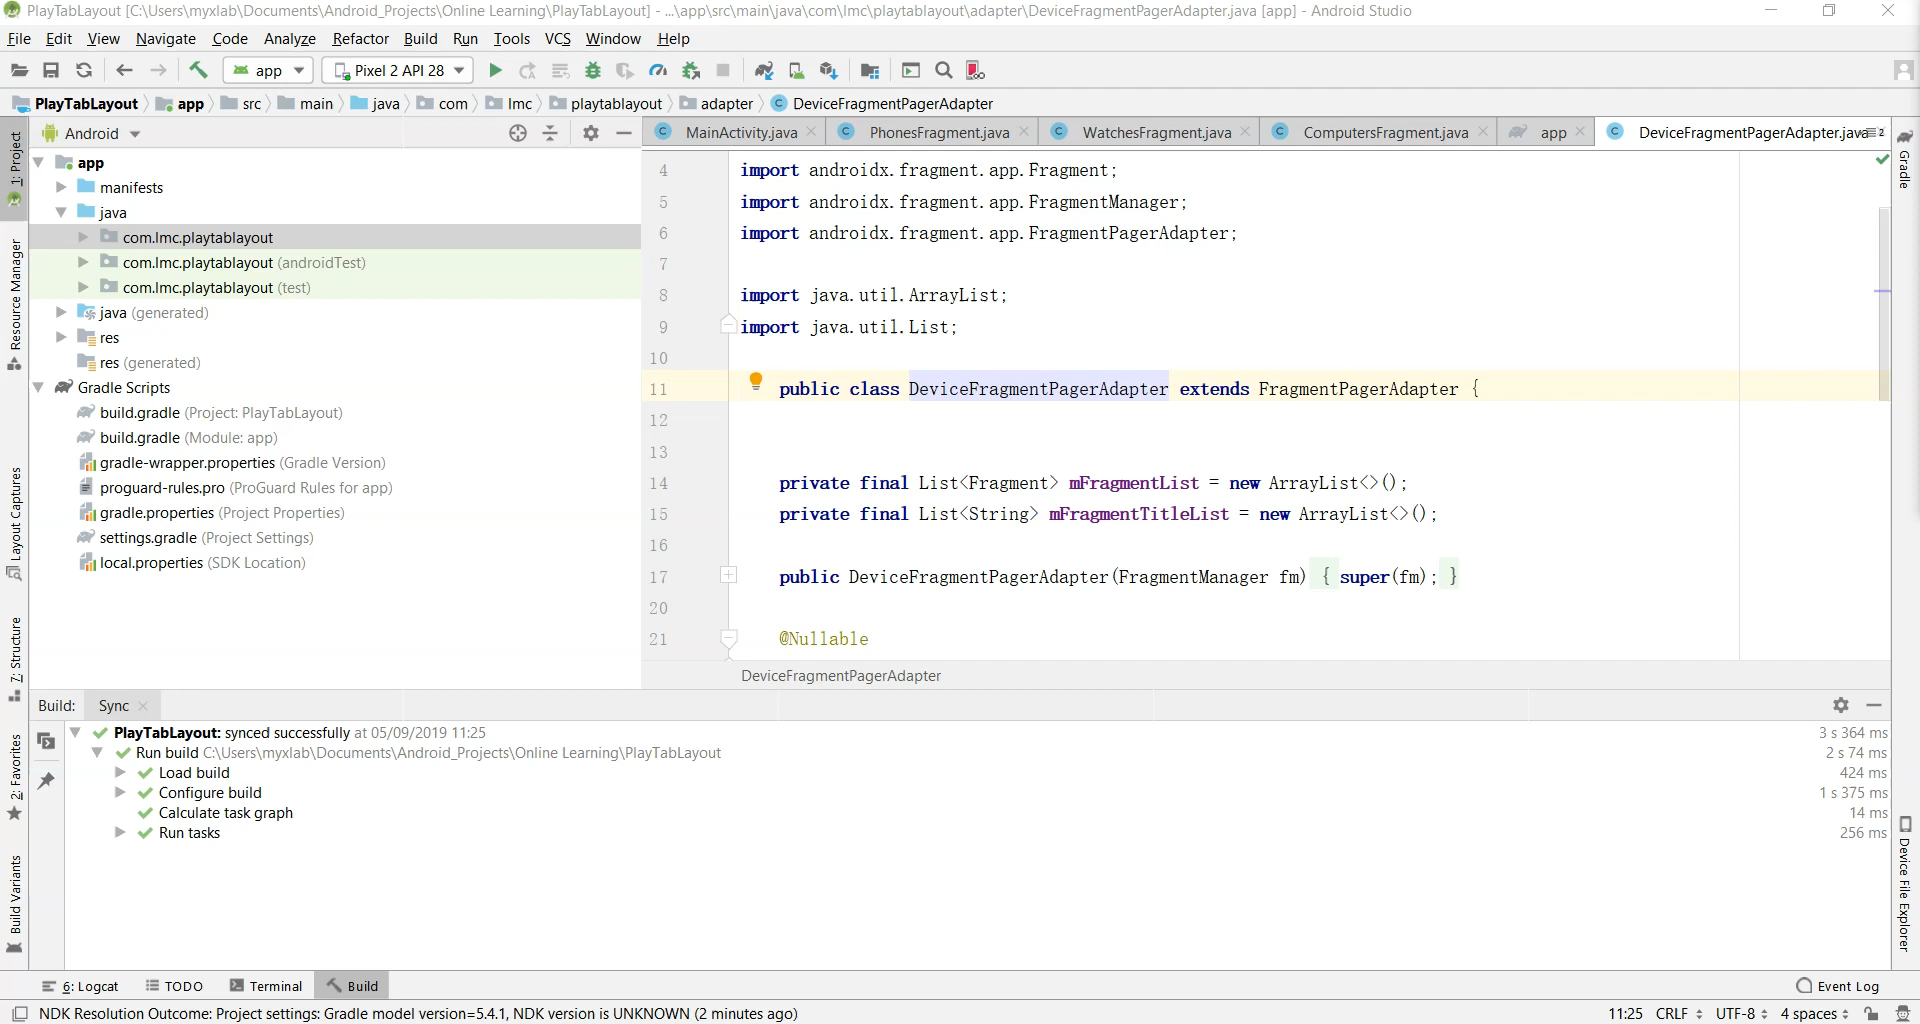 PlayTabLayout [C:\Users\myxlab\Documents\Android_Projects\Online Learning\PlayTabLayout] - ...\app\src\main\java\com\lmc\playtablayout\adapter\DeviceFragmentPagerAdapter.java [app] - Android Studio
File Edit View Navigate Code Analyze Refactor Build Run Tools VCS Window Help
app Pixel 2 API 28
PlayTabLayout app src main java com lmc playtablayout adapter DeviceFragmentPagerAdapter
Android
MainActivity.java PhonesFragment.java WatchesFragment.java ComputersFragment.java app DeviceFragmentPagerAdapter.java 2
1: Project
Resource Manager
Layout Captures
7: Structure
2: Favorites
Build Variants
app
manifests
java
com.lmc.playtablayout
com.lmc.playtablayout (androidTest)
com.lmc.playtablayout (test)
java (generated)
res
res (generated)
Gradle Scripts
build.gradle (Project: PlayTabLayout)
build.gradle (Module: app)
gradle-wrapper.properties (Gradle Version)
proguard-rules.pro (ProGuard Rules for app)
gradle.properties (Project Properties)
settings.gradle (Project Settings)
local.properties (SDK Location)
4 import androidx.fragment.app.Fragment;
5 import androidx.fragment.app.FragmentManager;
6 import androidx.fragment.app.FragmentPagerAdapter;
7
8 import java.util.ArrayList;
9 import java.util.List;
10
11 public class DeviceFragmentPagerAdapter extends FragmentPagerAdapter {
12
13
14 private final List<Fragment> mFragmentList = new ArrayList<>();
15 private final List<String> mFragmentTitleList = new ArrayList<>();
16
17 public DeviceFragmentPagerAdapter(FragmentManager fm) { super(fm); }
20
21 @Nullable
DeviceFragmentPagerAdapter
Gradle
Device File Explorer
Build: Sync
PlayTabLayout: synced successfully at 05/09/2019 11:25 3 s 364 ms
Run build C:\Users\myxlab\Documents\Android_Projects\Online Learning\PlayTabLayout 2 s 74 ms
Load build 424 ms
Configure build 1 s 375 ms
Calculate task graph 14 ms
Run tasks 256 ms
6: Logcat TODO Terminal Build Event Log
NDK Resolution Outcome: Project settings: Gradle model version=5.4.1, NDK version is UNKNOWN (2 minutes ago) 11:25 CRLF UTF-8 4 spaces